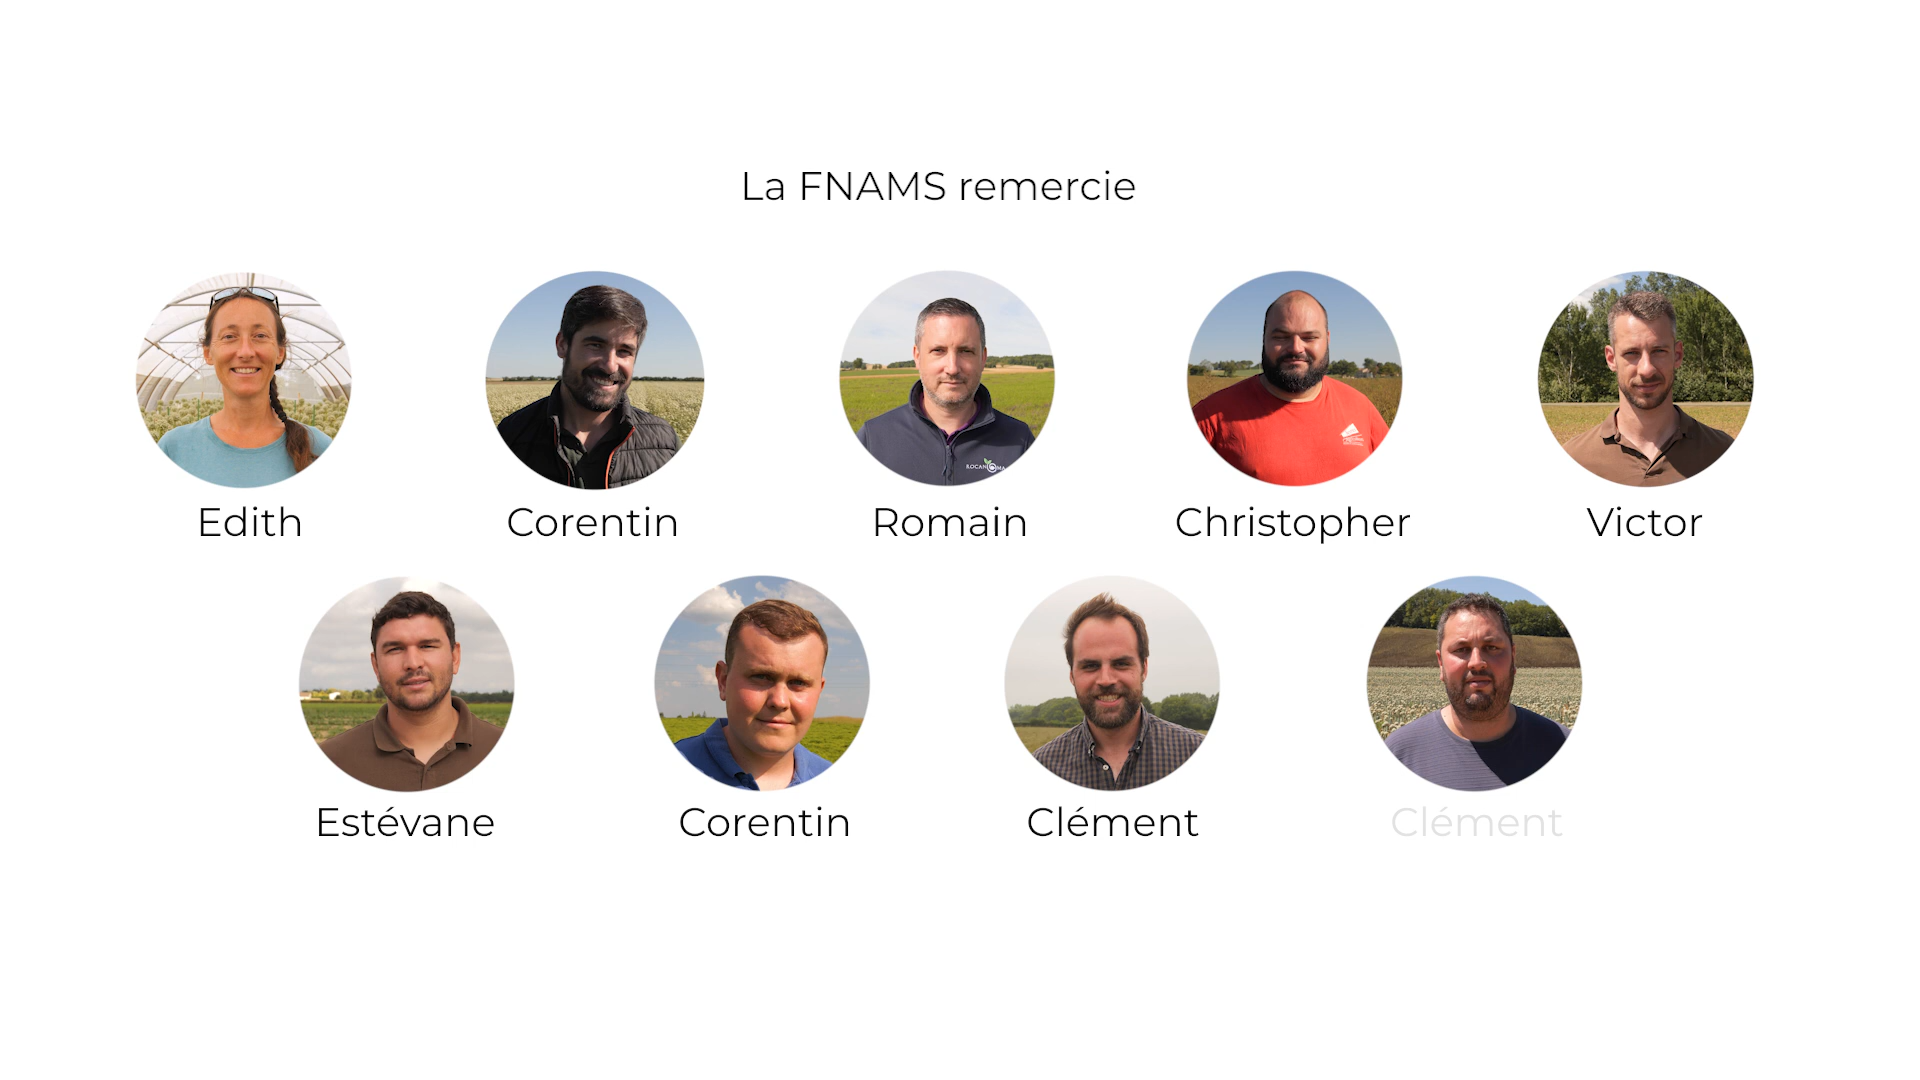 La FNAMS remercie
Edith
Corentin
Romain
Christopher
Victor
Estévane
Corentin
Clément
Clément